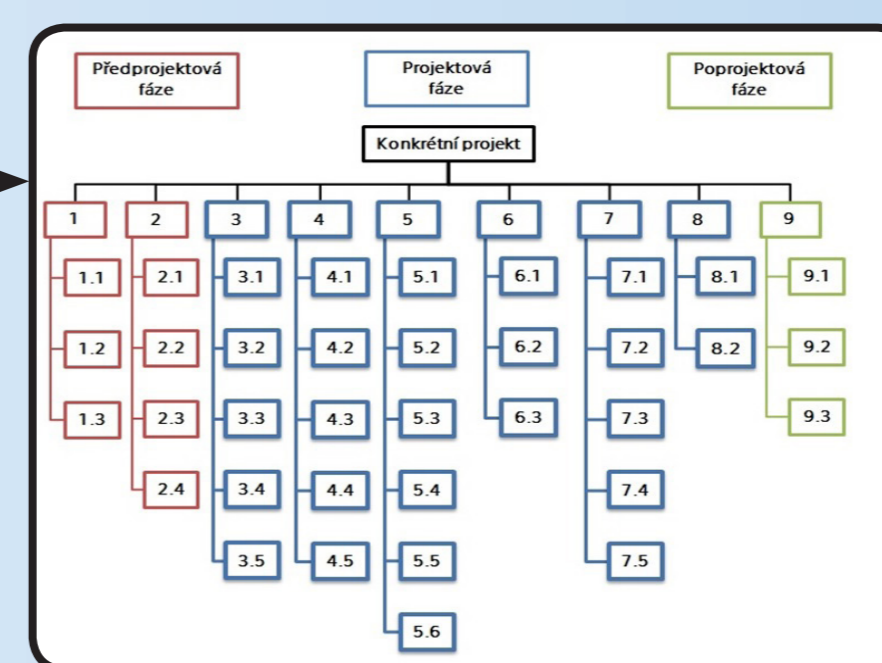 Předprojektová
fáze
Projektová
fáze
Poprojektová
fáze
Konkrétní projekt
1 2 3 4 5 6 7 8 9
1.1 2.1 3.1 4.1 5.1 6.1 7.1 8.1 9.1
1.2 2.2 3.2 4.2 5.2 6.2 7.2 8.2 9.2
1.3 2.3 3.3 4.3 5.3 6.3 7.3 9.3
2.4 3.4 4.4 5.4 7.4
3.5 4.5 5.5 7.5
5.6